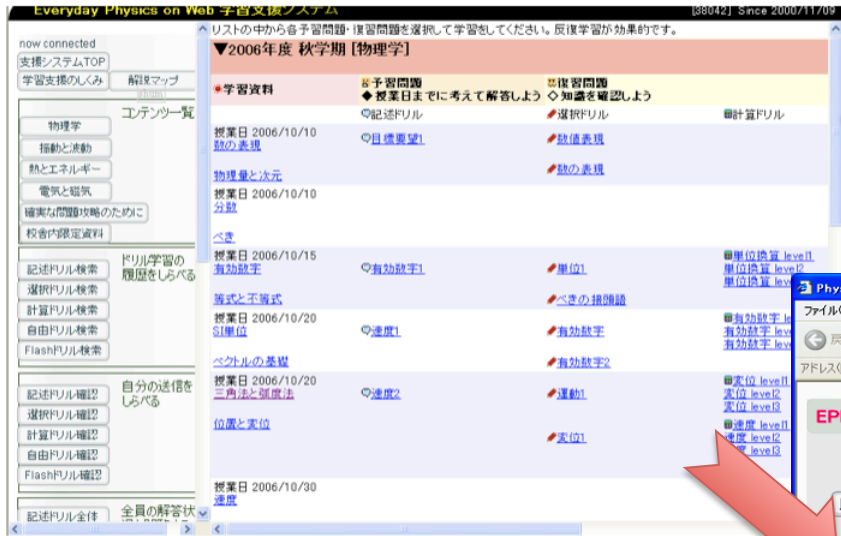 Everyday Physics on Web 学習支援システム
[38042] Since 2000/11/09
now connected
支援システムTOP
学習支援のしくみ 解説マップ
コンテンツ一覧
物理学
振動と波動
熱とエネルギー
電気と磁気
確実な問題攻略のために
校舎内限定資料
ドリル学習の
履歴をしらべる
記述ドリル検索
選択ドリル検索
計算ドリル検索
自由ドリル検索
Flashドリル検索
自分の送信を
しらべる
記述ドリル確認
選択ドリル確認
計算ドリル確認
自由ドリル確認
Flashドリル確認
全員の解答状
記述ドリル全体
リストの中から各予習問題・復習問題を選択して学習をしてください。反復学習が効果的です。
▼2006年度 秋学期 [物理学]
学習資料
予習問題
◆授業日までに考えて解答しよう
復習問題
◇知識を確認しよう
記述ドリル 選択ドリル 計算ドリル
授業日 2006/10/10
数の表現 目標要望1 数値表現
物理量と次元 数の表現
授業日 2006/10/10
分数
べき
授業日 2006/10/15
有効数字 有効数字1 単位1
等式と不等式 べきの接頭語
単位換算 level1
単位換算 level2
単位換算 lev
授業日 2006/10/20
SI単位 速度1 有効数字
ベクトルの基礎 有効数字2
有効数字 le
有効数字 lev
有効数字 lev
授業日 2006/10/20
三角法と弧度法 速度2 運動1
位置と変位 変位1
変位 level1
変位 level2
変位 level3
速度 level1
速度 level2
level3
授業日 2006/10/30
速度
Phys
ファイル(
戻
アドレス(
EP